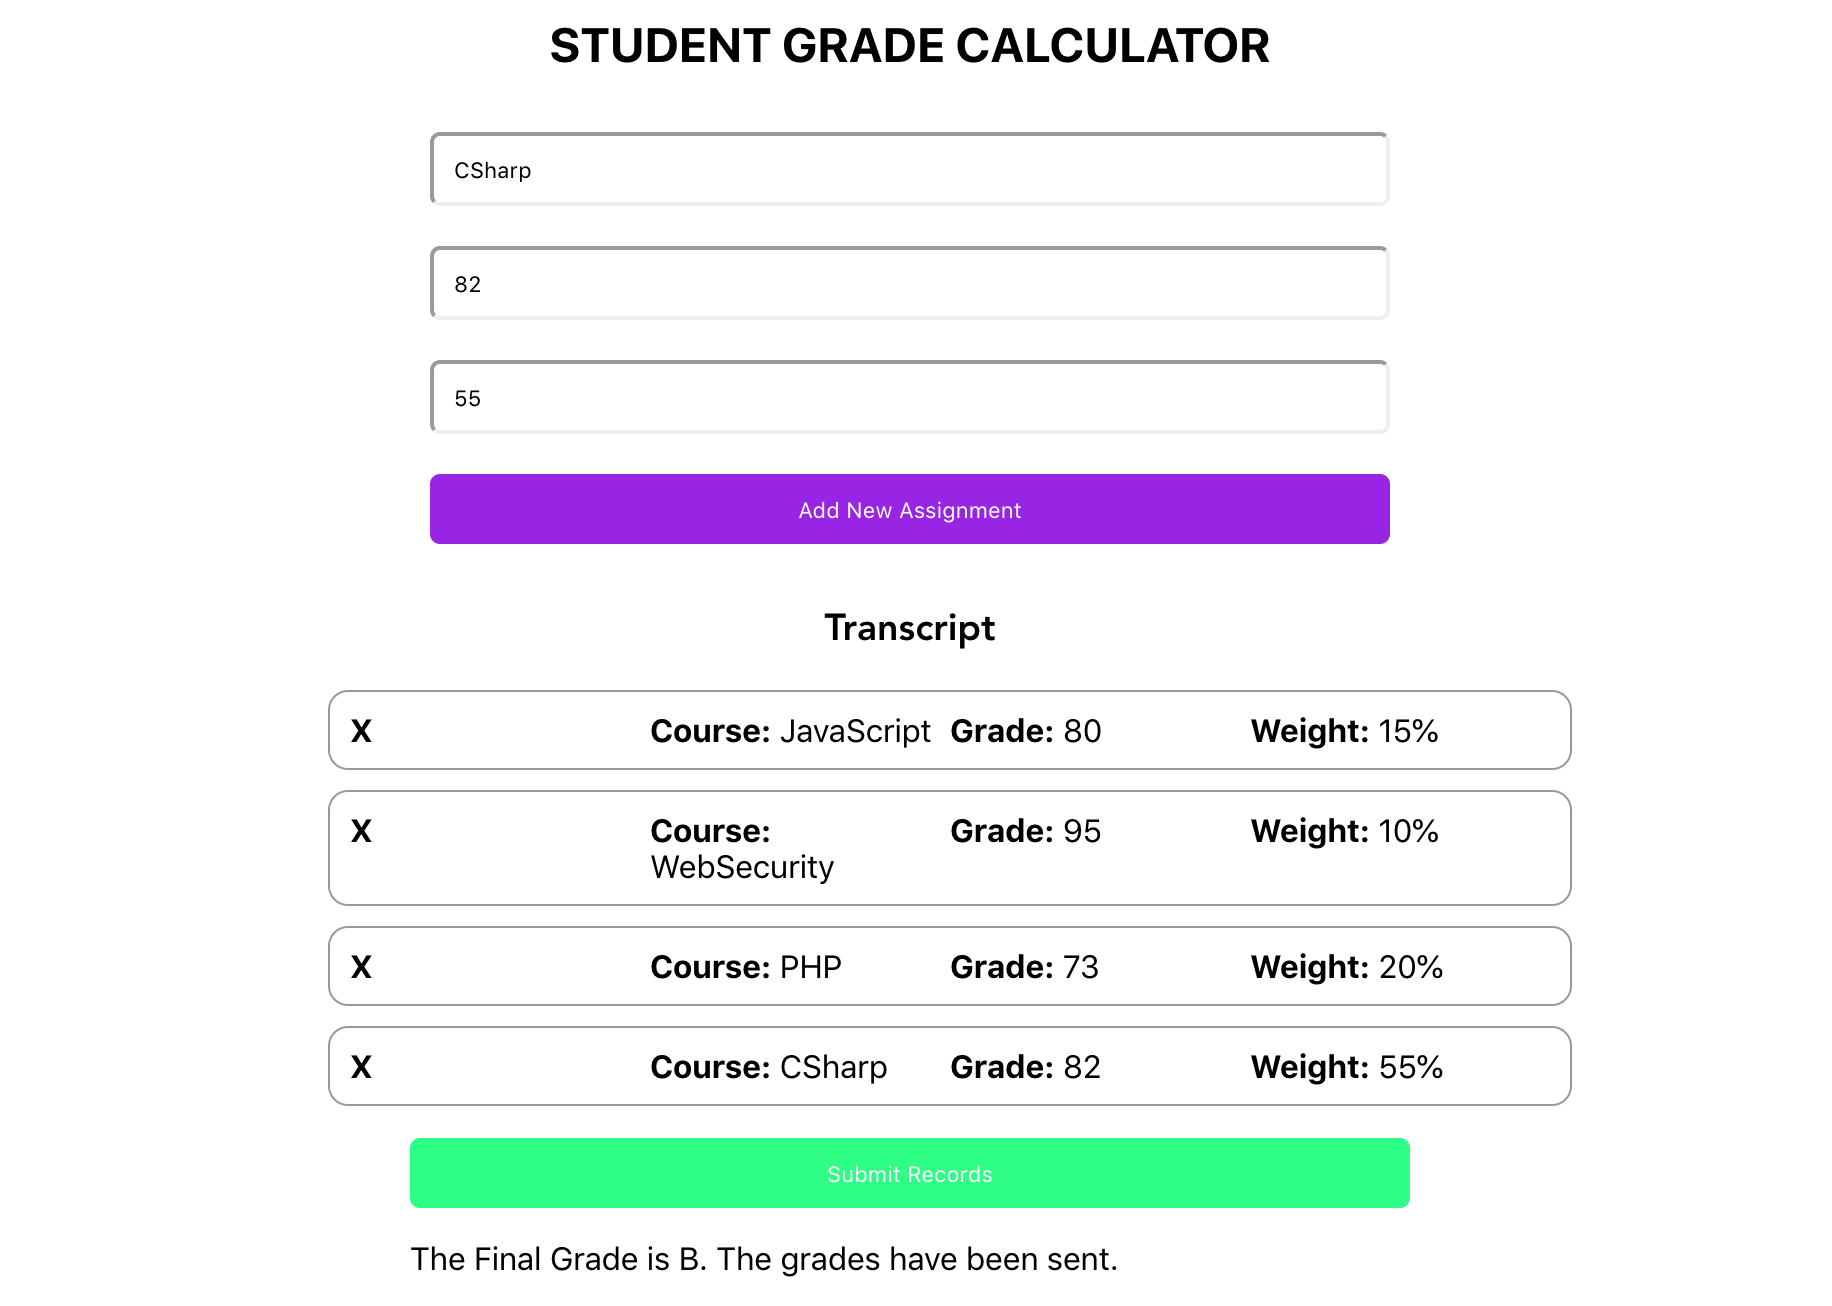 STUDENT GRADE CALCULATOR
CSharp
82
55
Add New Assignment
Transcript
X Course: JavaScript Grade: 80 Weight: 15%
X Course: Grade: 95 Weight: 10%
WebSecurity
X Course: PHP Grade: 73 Weight: 20%
X Course: CSharp Grade: 82 Weight: 55%
Submit Records
The Final Grade is B. The grades have been sent.